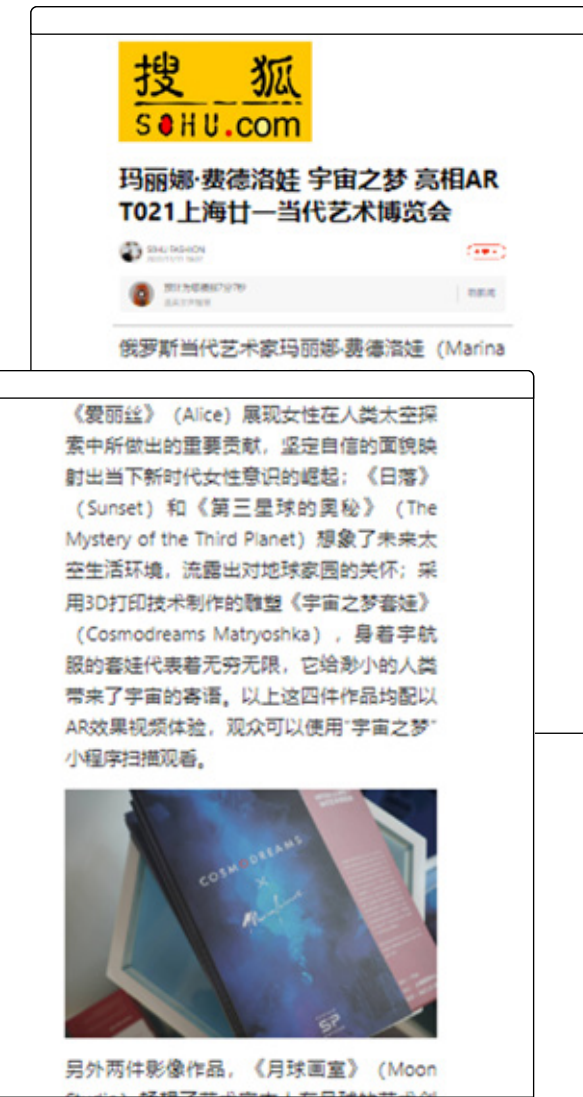 搜 狐
SOHU.com
玛丽娜·费德洛娃 宇宙之梦 亮相AR
T021上海廿一当代艺术博览会
SOHU FASHION
俄罗斯当代艺术家玛丽娜·费德洛娃（Marina
《爱丽丝》（Alice）展现女性在人类太空探
索中所做出的重要贡献，坚定自信的面貌映
射出当下新时代女性意识的崛起；《日落》
（Sunset）和《第三星球的奥秘》（The
Mystery of the Third Planet）想象了未来太
空生活环境，流露出对地球家园的关怀；采
用3D打印技术制作的雕塑《宇宙之梦套娃》
（Cosmodreams Matryoshka），身着宇航
服的套娃代表着无穷无限，它给渺小的人类
带来了宇宙的寄语。以上这四件作品均配以
AR效果视频体验，观众可以使用“宇宙之梦”
小程序扫描观看。
COSMODREAMS
×
SP
另外两件影像作品，《月球画室》（Moon